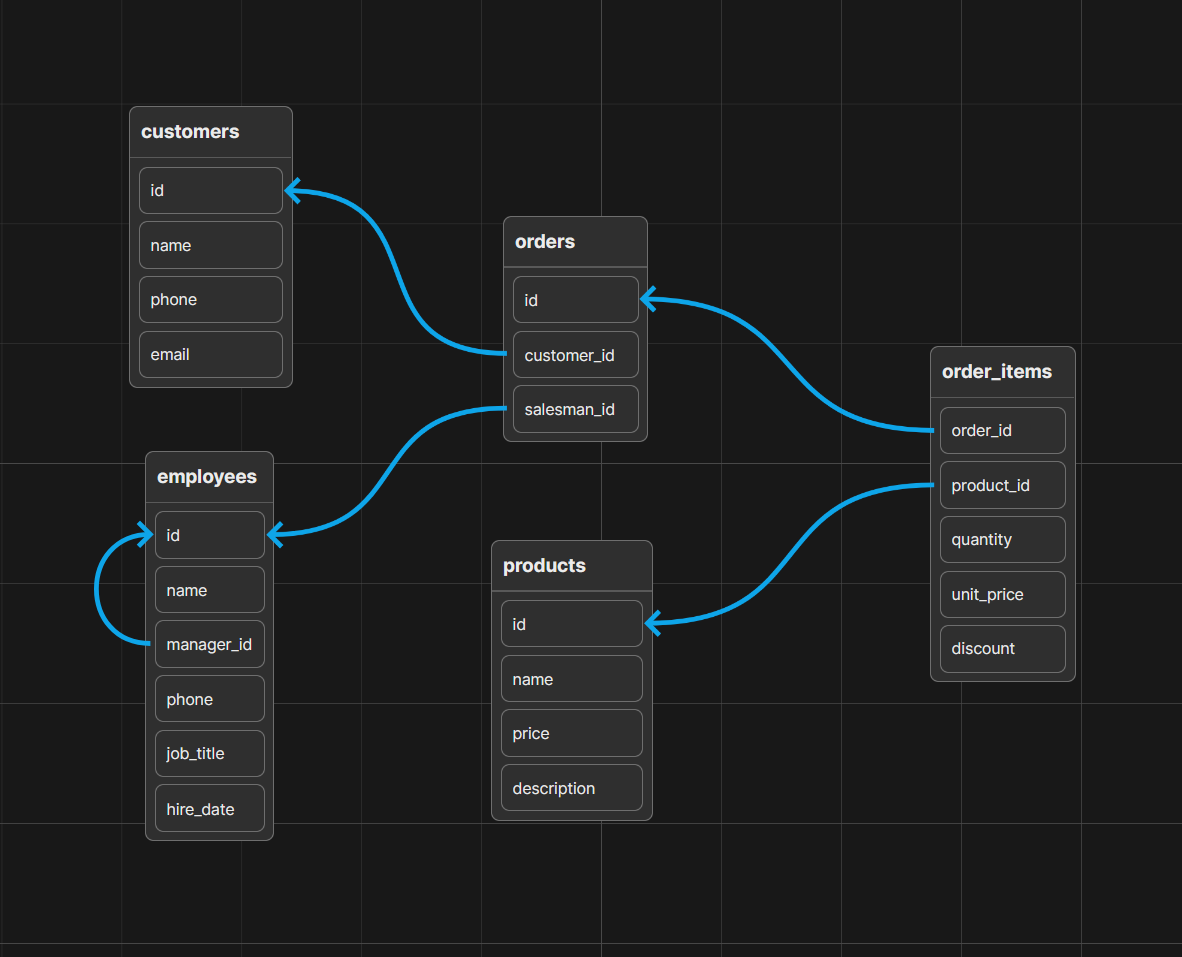 customers
id
name
phone
email
orders
id
customer_id
salesman_id
order_items
order_id
product_id
quantity
unit_price
discount
employees
id
name
manager_id
phone
job_title
hire_date
products
id
name
price
description